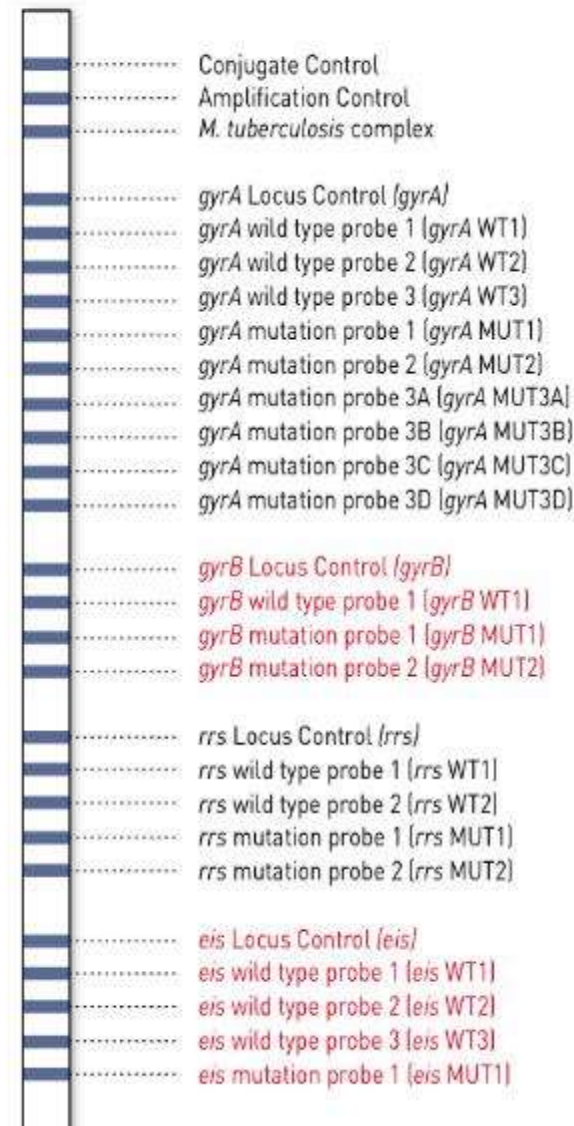 Conjugate Control
Amplification Control
M. tuberculosis complex
gyrA Locus Control (gyrA)
gyrA wild type probe 1 (gyrA WT1)
gyrA wild type probe 2 (gyrA WT2)
gyrA wild type probe 3 (gyrA WT3)
gyrA mutation probe 1 (gyrA MUT1)
gyrA mutation probe 2 (gyrA MUT2)
gyrA mutation probe 3A (gyrA MUT3A)
gyrA mutation probe 3B (gyrA MUT3B)
gyrA mutation probe 3C (gyrA MUT3C)
gyrA mutation probe 3D (gyrA MUT3D)
gyrB Locus Control (gyrB)
gyrB wild type probe 1 (gyrB WT1)
gyrB mutation probe 1 (gyrB MUT1)
gyrB mutation probe 2 (gyrB MUT2)
rrs Locus Control (rrs)
rrs wild type probe 1 (rrs WT1)
rrs wild type probe 2 (rrs WT2)
rrs mutation probe 1 (rrs MUT1)
rrs mutation probe 2 (rrs MUT2)
eis Locus Control (eis)
eis wild type probe 1 (eis WT1)
eis wild type probe 2 (eis WT2)
eis wild type probe 3 (eis WT3)
eis mutation probe 1 (eis MUT1)